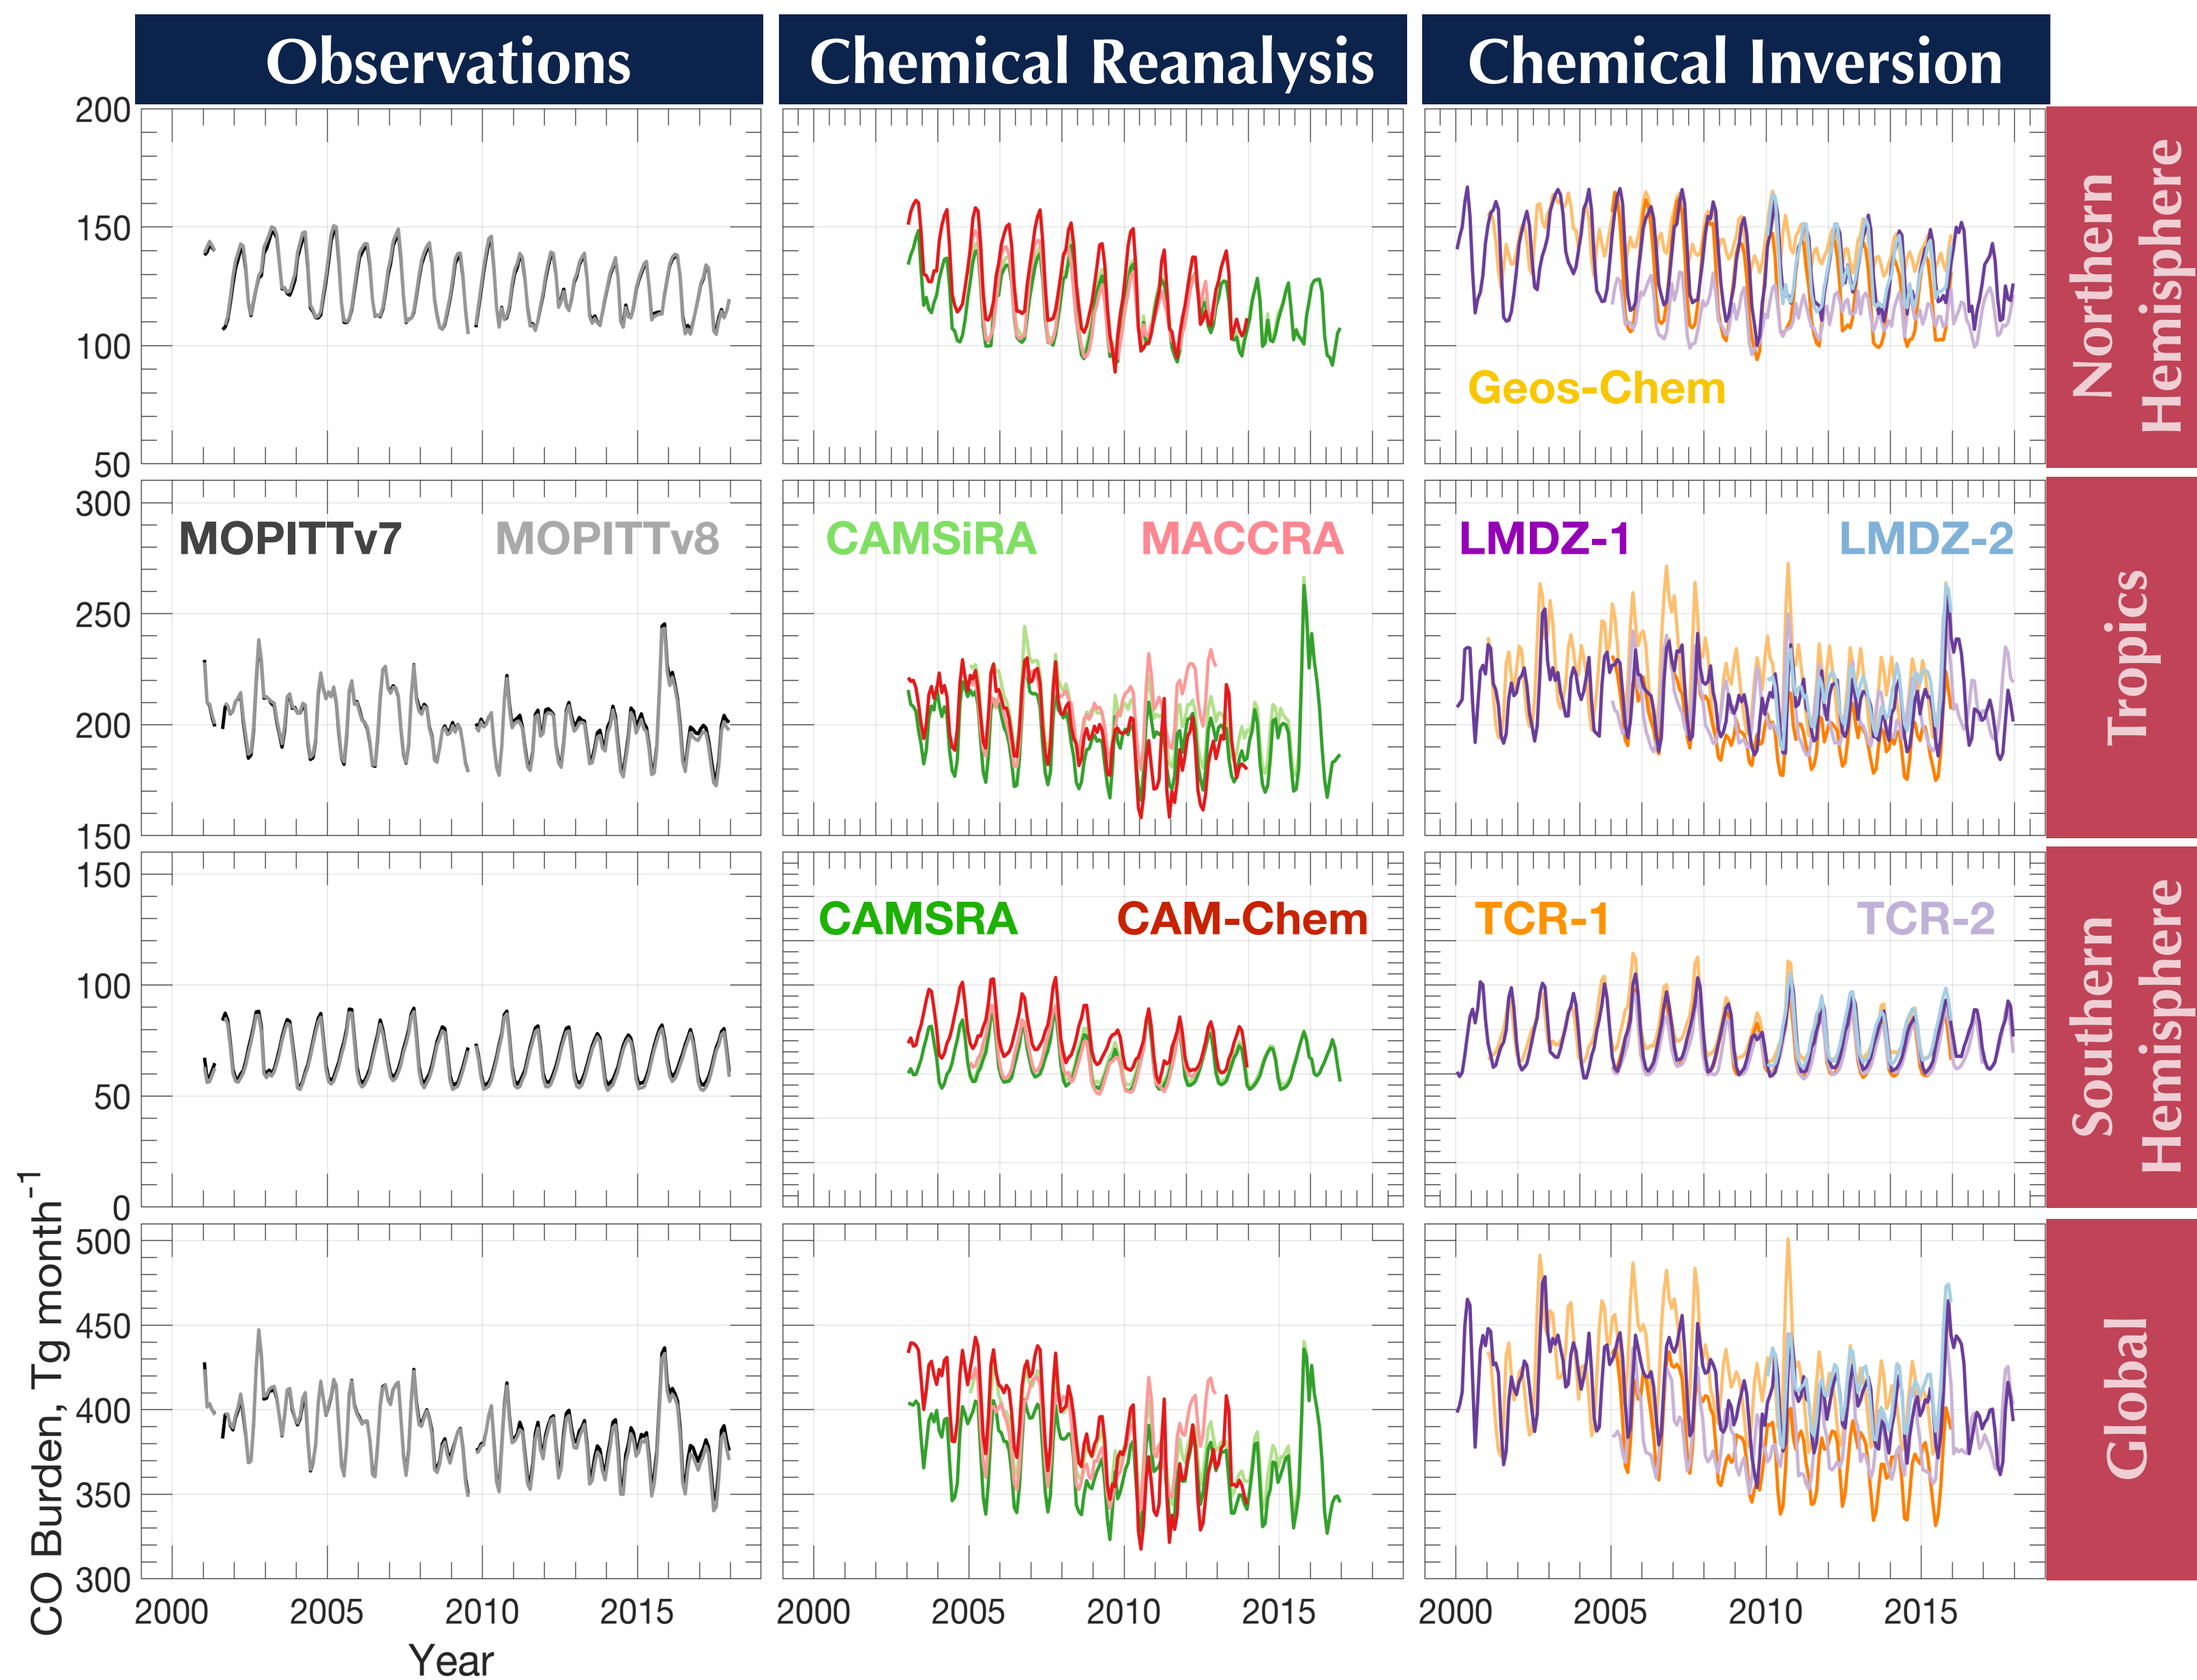 Observations
Chemical Reanalysis
Chemical Inversion
200
150
100
50
Geos-Chem
Northern
Hemisphere
300
250
200
150
MOPITTv7
MOPITTv8
CAMSiRA
MACCRA
LMDZ-1
LMDZ-2
Tropics
150
100
50
0
CAMSRA
CAM-Chem
TCR-1
TCR-2
Southern
Hemisphere
500
450
400
350
300
Global
CO Burden, Tg month-1
2000 2005 2010 2015
2000 2005 2010 2015
2000 2005 2010 2015
Year